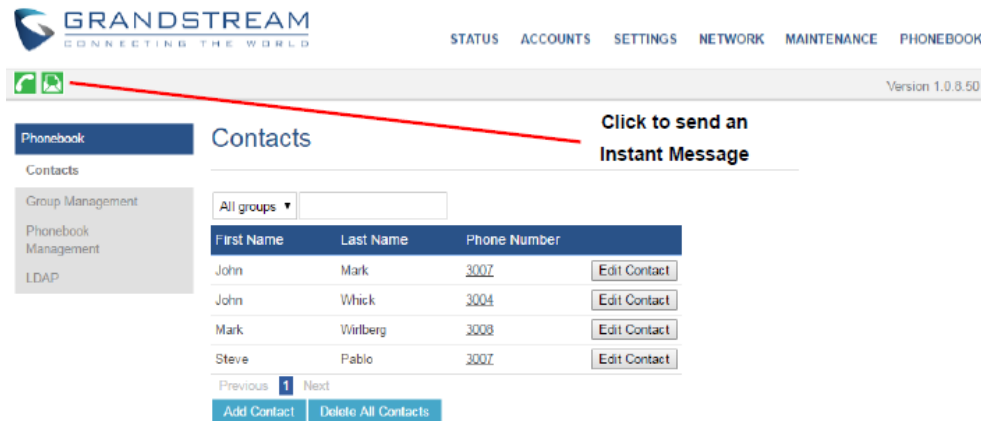 GRANDSTREAM
CONNECTING THE WORLD
STATUS ACCOUNTS SETTINGS NETWORK MAINTENANCE PHONEBOOK
Version 1.0.8.50
Click to send an
Instant Message
Phonebook
Contacts
Group Management
Phonebook
Management
LDAP
Contacts
All groups ▼
First Name Last Name Phone Number
John Mark 3007 Edit Contact
John Whick 3004 Edit Contact
Mark Wirlberg 3008 Edit Contact
Steve Pablo 3007 Edit Contact
Previous 1 Next
Add Contact Delete All Contacts